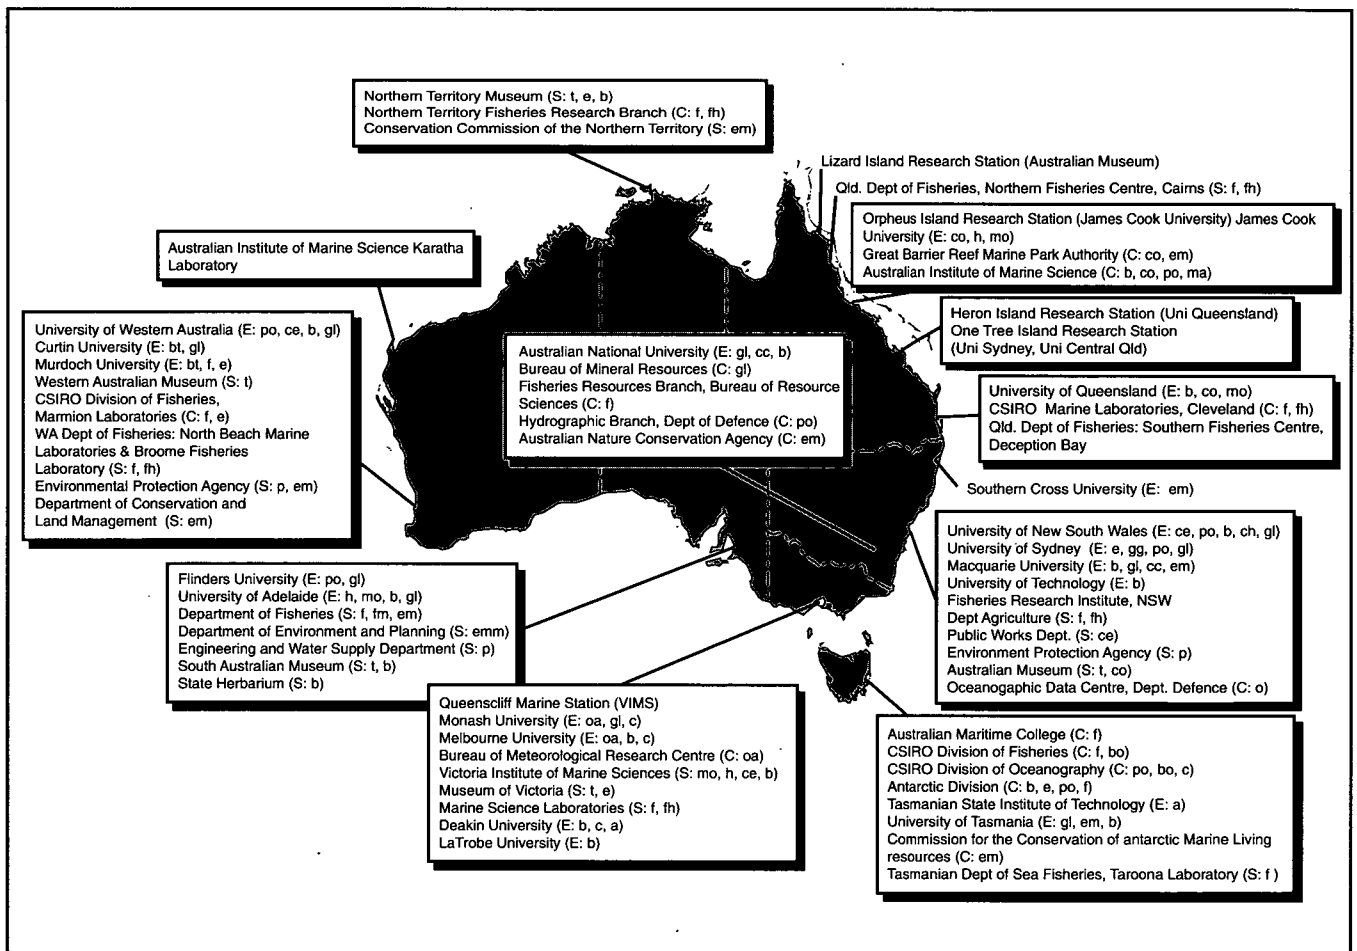 Northern Territory Museum (S: t, e, b)
Northern Territory Fisheries Research Branch (C: f, fh)
Conservation Commission of the Northern Territory (S: em)
Lizard Island Research Station (Australian Museum)
Qld. Dept of Fisheries, Northern Fisheries Centre, Cairns (S: f, fh)
Orpheus Island Research Station (James Cook University) James Cook
University (E: co, h, mo)
Great Barrier Reef Marine Park Authority (C: co, em)
Australian Institute of Marine Science (C: b, co, po, ma)
Australian Institute of Marine Science Karatha
Laboratory
Heron Island Research Station (Uni Queensland)
One Tree Island Research Station
(Uni Sydney, Uni Central Qld)
University of Western Australia (E: po, ce, b, gl)
Curtin University (E: bt, gl)
Murdoch University (E: bt, f, e)
Western Australian Museum (S: t)
CSIRO Division of Fisheries,
Marmion Laboratories (C: f, e)
WA Dept of Fisheries: North Beach Marine
Laboratories & Broome Fisheries
Laboratory (S: f, fh)
Environmental Protection Agency (S: p, em)
Department of Conservation and
Land Management (S: em)
Australian National University (E: gl, cc, b)
Bureau of Mineral Resources (C: gl)
Fisheries Resources Branch, Bureau of Resource
Sciences (C: f)
Hydrographic Branch, Dept of Defence (C: po)
Australian Nature Conservation Agency (C: em)
University of Queensland (E: b, co, mo)
CSIRO Marine Laboratories, Cleveland (C: f, fh)
Qld. Dept of Fisheries: Southern Fisheries Centre,
Deception Bay
Southern Cross University (E: em)
University of New South Wales (E: ce, po, b, ch, gl)
University of Sydney (E: e, gg, po, gl)
Macquarie University (E: b, gl, cc, em)
University of Technology (E: b)
Fisheries Research Institute, NSW
Dept Agriculture (S: f, fh)
Public Works Dept. (S: ce)
Environment Protection Agency (S: p)
Australian Museum (S: t, co)
Oceanogaphic Data Centre, Dept. Defence (C: o)
Flinders University (E: po, gl)
University of Adelaide (E: h, mo, b, gl)
Department of Fisheries (S: f, fm, em)
Department of Environment and Planning (S: emm)
Engineering and Water Supply Department (S: p)
South Australian Museum (S: t, b)
State Herbarium (S: b)
Queenscliff Marine Station (VIMS)
Monash University (E: oa, gl, c)
Melbourne University (E: oa, b, c)
Bureau of Meteorological Research Centre (C: oa)
Victoria Institute of Marine Sciences (S: mo, h, ce, b)
Museum of Victoria (S: t, e)
Marine Science Laboratories (S: f, fh)
Deakin University (E: b, c, a)
LaTrobe University (E: b)
Australian Maritime College (C: f)
CSIRO Division of Fisheries (C: f, bo)
CSIRO Division of Oceanography (C: po, bo, c)
Antarctic Division (C: b, e, po, f)
Tasmanian State Institute of Technology (E: a)
University of Tasmania (E: gl, em, b)
Commission for the Conservation of antarctic Marine Living
resources (C: em)
Tasmanian Dept of Sea Fisheries, Taroona Laboratory (S: f )